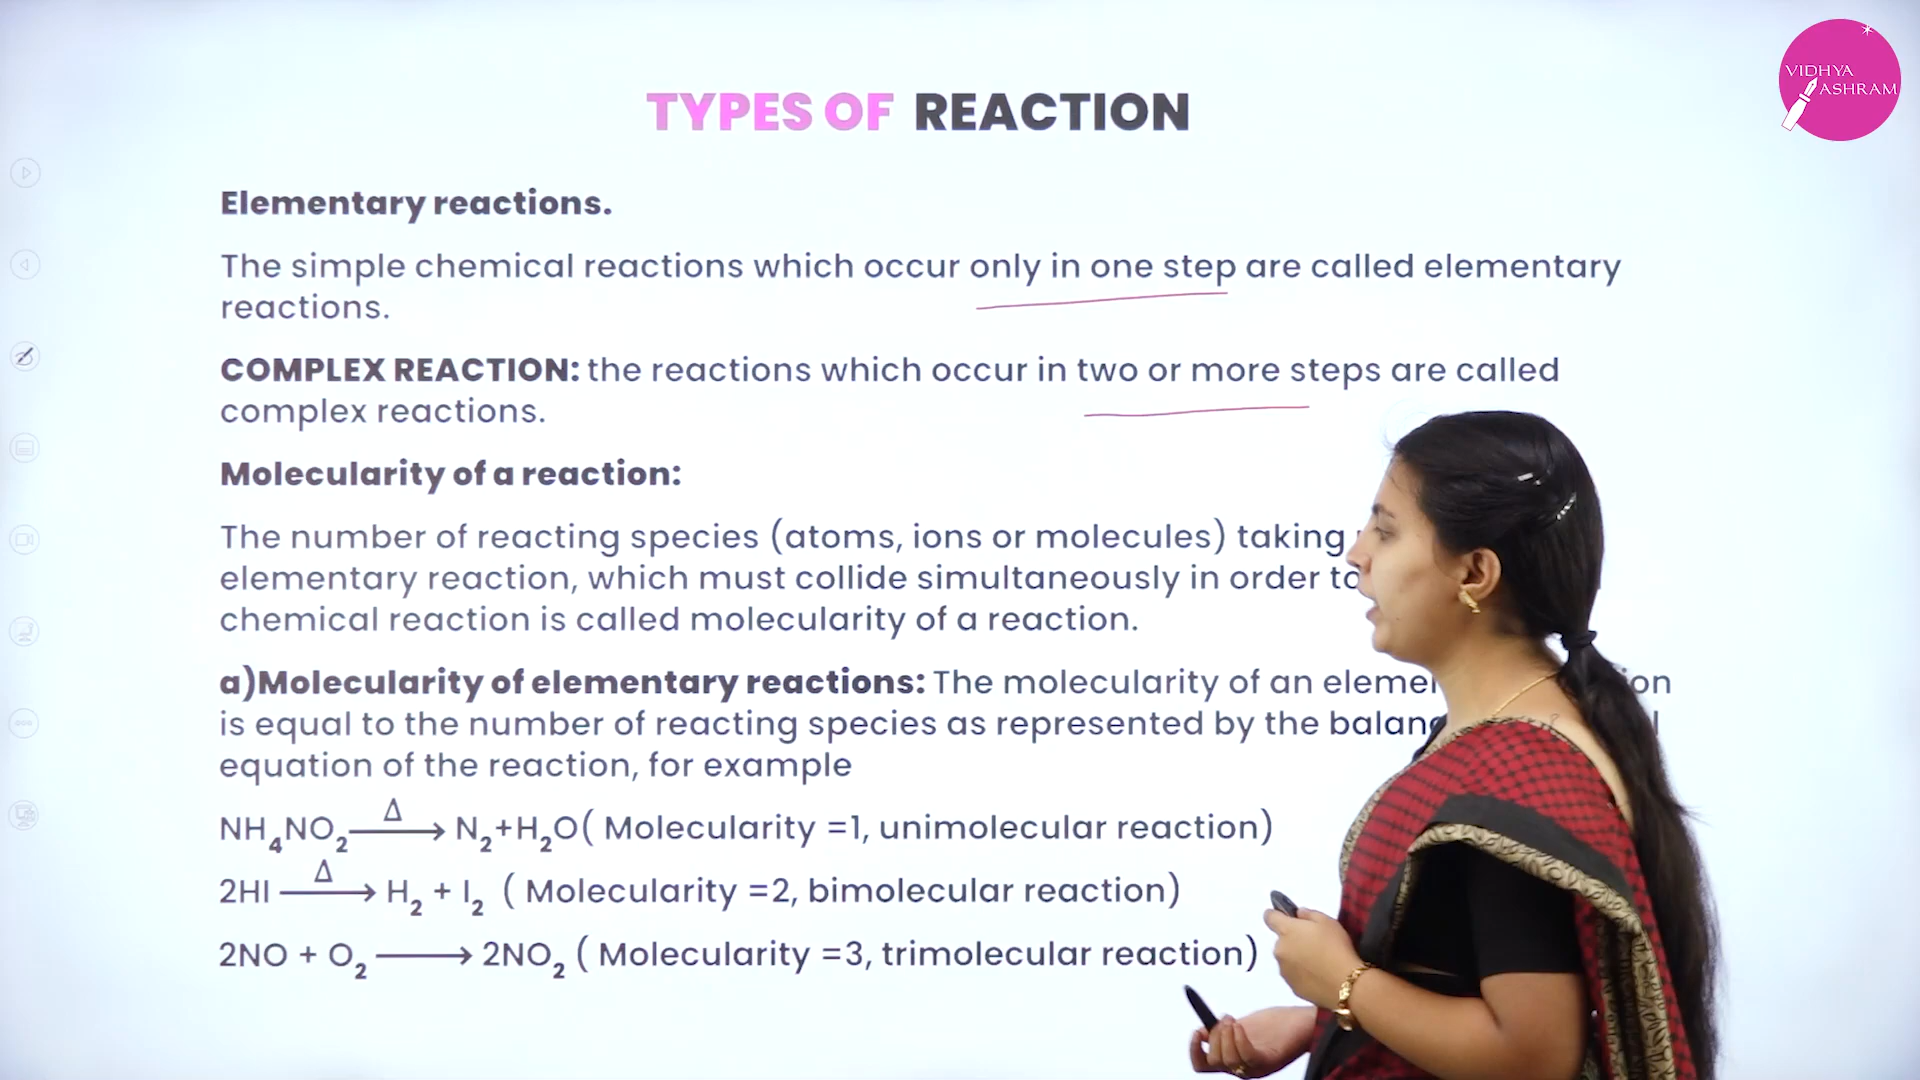 VIDHYA
ASHRAM
TYPES OF REACTION
Elementary reactions.
The simple chemical reactions which occur only in one step are called elementary
reactions.
COMPLEX REACTION: the reactions which occur in two or more steps are called
complex reactions.
Molecularity of a reaction:
The number of reacting species (atoms, ions or molecules) taking
elementary reaction, which must collide simultaneously in order to
chemical reaction is called molecularity of a reaction.
a)Molecularity of elementary reactions: The molecularity of an
is equal to the number of reacting species as represented by the
equation of the reaction, for example
NH₄NO₂ —Δ→ N₂+H₂O( Molecularity =1, unimolecular reaction)
2HI —Δ→ H₂ + I₂ ( Molecularity =2, bimolecular reaction)
2NO + O₂ ⟶ 2NO₂ ( Molecularity =3, trimolecular reaction)